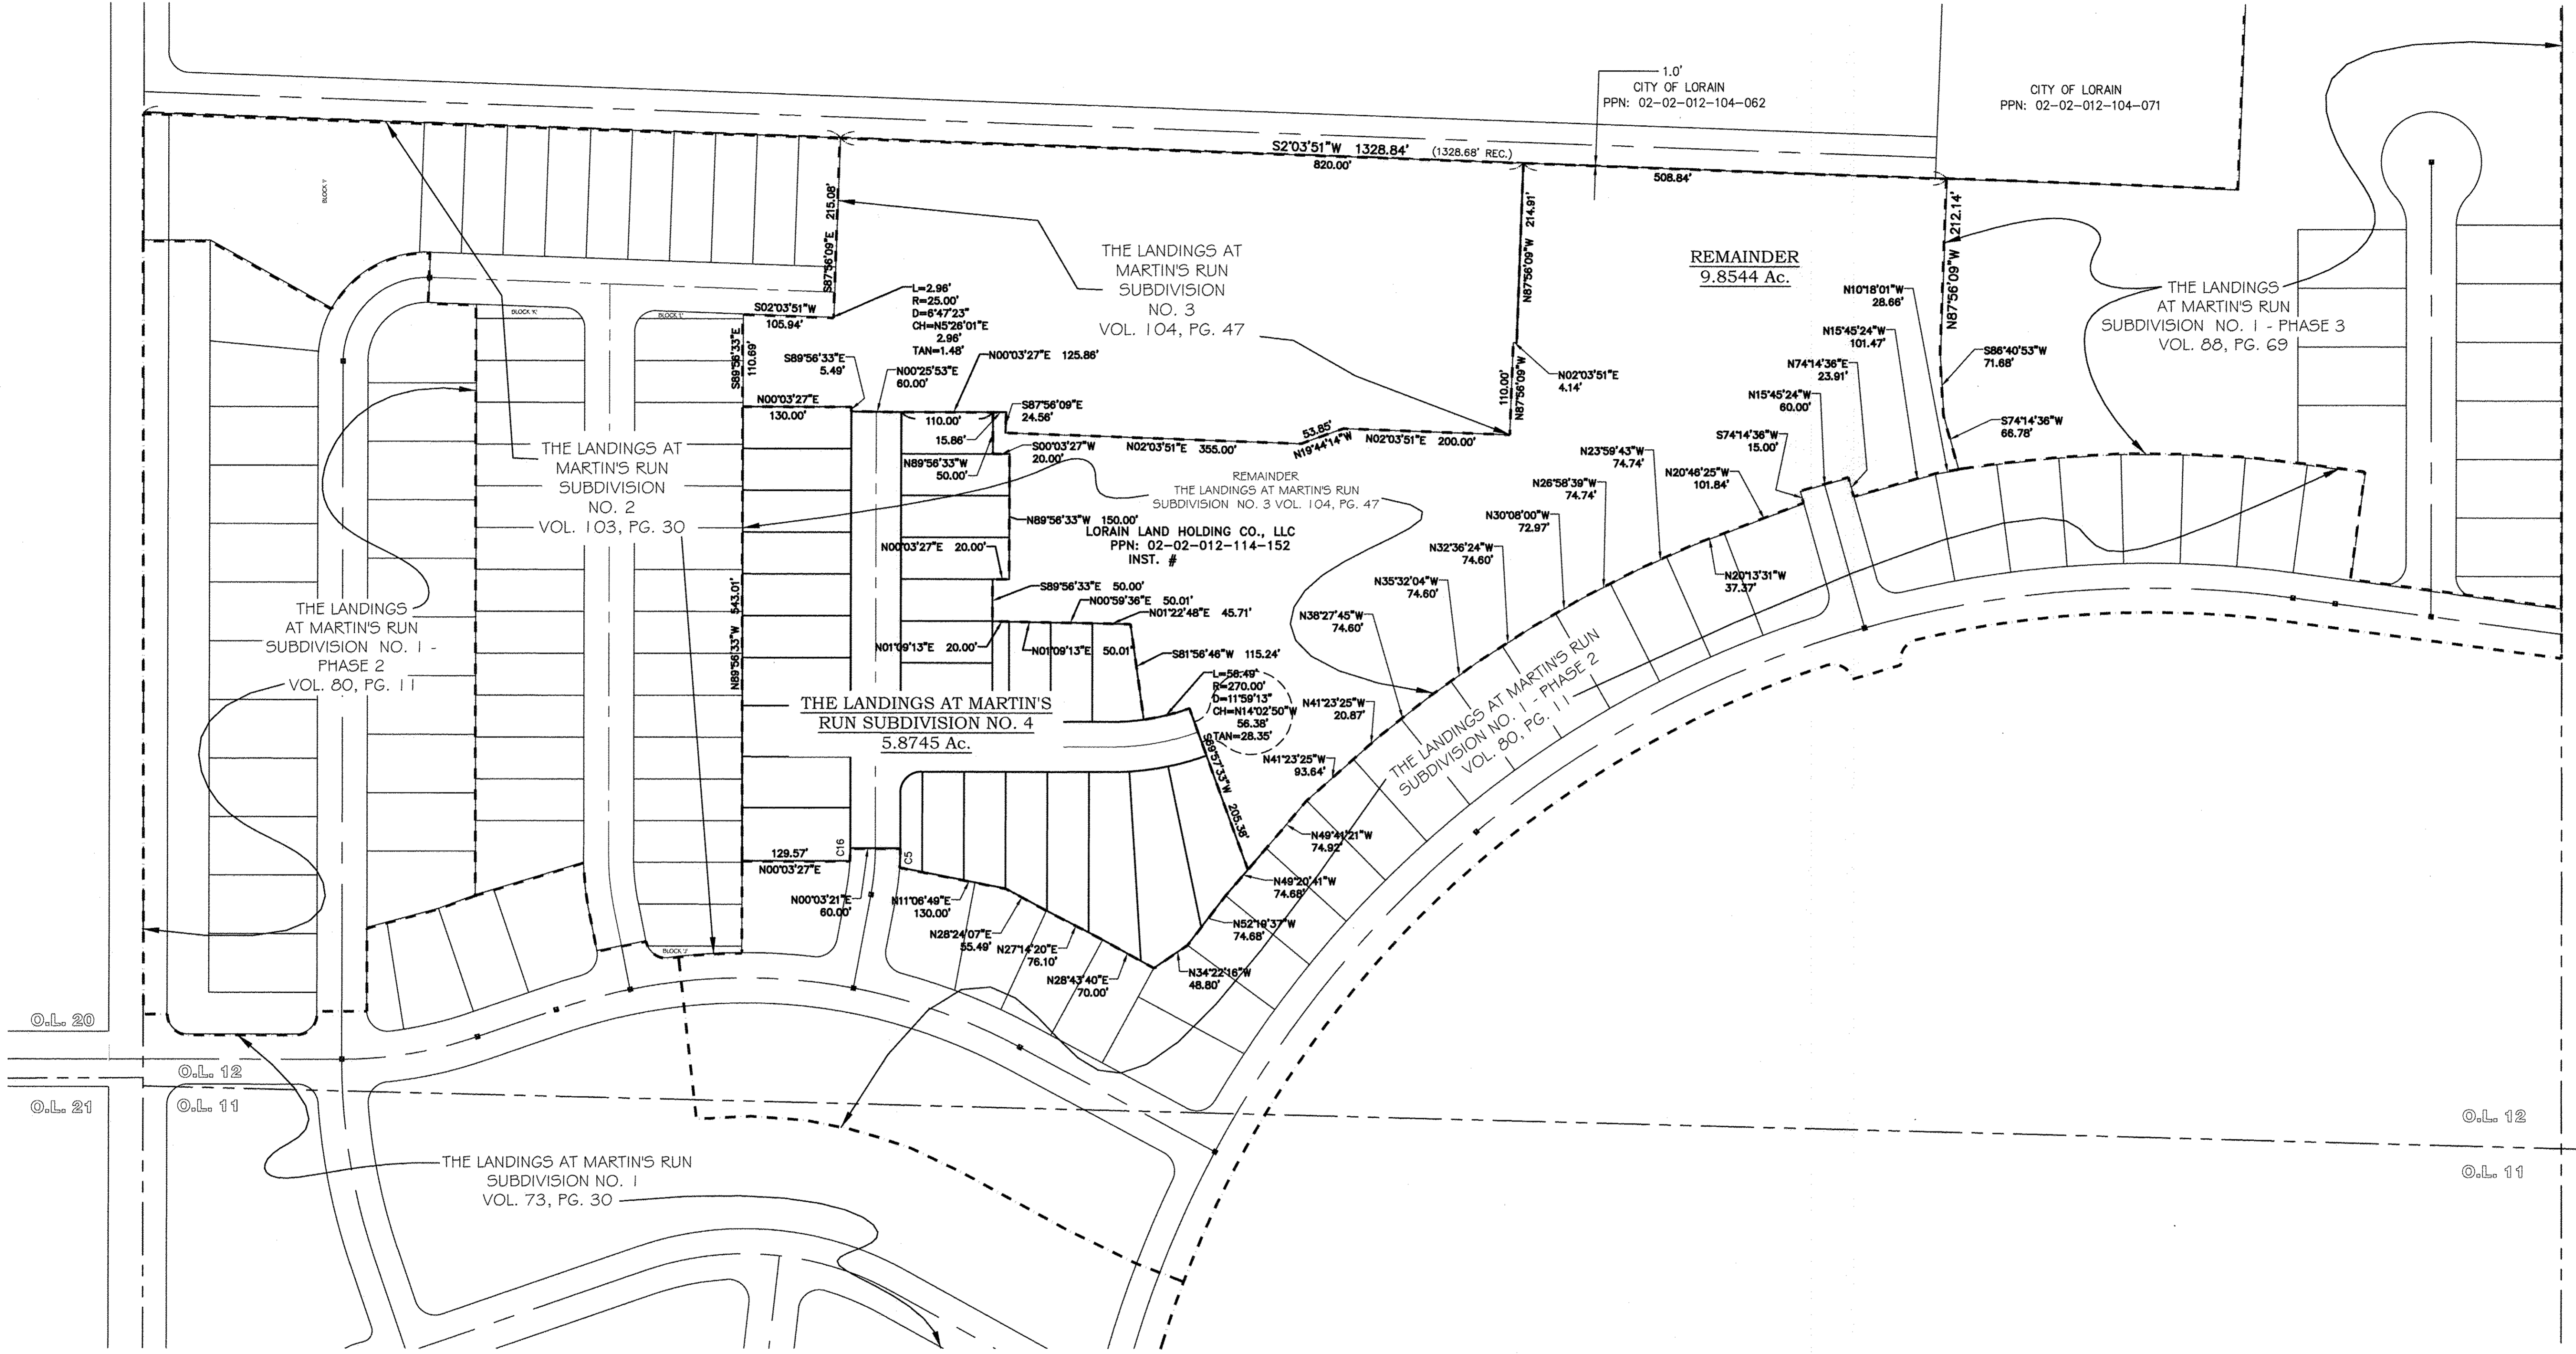 1.0'
CITY OF LORAIN
PPN: 02-02-012-104-062
CITY OF LORAIN
PPN: 02-02-012-104-071
S2°03'51"W 1328.84' (1328.68' REC.)
820.00'
508.84'
S87°56'09"E 215.08'
N87°56'09"W 214.91'
N87°56'09"W 212.14'
THE LANDINGS AT
MARTIN'S RUN
SUBDIVISION
NO. 3
VOL. 104, PG. 47
REMAINDER
9.8544 Ac.
THE LANDINGS
AT MARTIN'S RUN
SUBDIVISION NO. 1 - PHASE 3
VOL. 88, PG. 69
L=2.96'
R=25.00'
D=6°47'23"
CH=N5°26'01"E
2.96'
TAN=1.48'
S02°03'51"W
105.94'
BLOCK 'K'
S89°56'33"E
110.69'
S89°56'33"E
5.49'
N00°25'53"E
60.00'
N00°03'27"E 125.86'
N00°03'27"E
130.00'
110.00'
15.86'
S87°56'09"E
24.56'
S00°03'27"W
20.00'
N89°56'33"W
50.00'
N02°03'51"E 355.00'
53.85'
N19°44'14"W
N02°03'51"E 200.00'
110.00'
N87°56'09"W
N02°03'51"E
4.14'
N10°18'01"W
28.66'
N15°45'24"W
101.47'
N74°14'36"E
23.91'
N15°45'24"W
60.00'
S74°14'36"W
15.00'
S86°40'53"W
71.68'
S74°14'36"W
66.78'
THE LANDINGS AT
MARTIN'S RUN
SUBDIVISION
NO. 2
VOL. 103, PG. 30
REMAINDER
THE LANDINGS AT MARTIN'S RUN
SUBDIVISION NO. 3 VOL. 104, PG. 47
N89°56'33"W 150.00'
LORAIN LAND HOLDING CO., LLC
PPN: 02-02-012-114-152
INST. #
N00°03'27"E 20.00'
S89°56'33"E 50.00'
N00°59'36"E 50.01'
N01°22'48"E 45.71'
N01°09'13"E 20.00'
N01°09'13"E 50.01'
S81°56'46"W 115.24'
N20°46'25"W
101.84'
N23°59'43"W
74.74'
N26°58'39"W
74.74'
N30°08'00"W
72.97'
N32°36'24"W
74.60'
N35°32'04"W
74.60'
N38°27'45"W
74.60'
N20°13'31"W
37.37'
N89°56'33"W 543.01'
THE LANDINGS
AT MARTIN'S RUN
SUBDIVISION NO. 1 -
PHASE 2
VOL. 80, PG. 11
THE LANDINGS AT MARTIN'S
RUN SUBDIVISION NO. 4
5.8745 Ac.
L=58.49'
R=270.00'
D=11°59'13"
CH=N14°02'50"W
56.38'
TAN=28.35'
S69°57'33"W 205.38'
N41°23'25"W
20.87'
N41°23'25"W
93.64'
THE LANDINGS AT MARTIN'S RUN
SUBDIVISION NO. 1 - PHASE 2
VOL. 80, PG. 11
N49°41'21"W
74.92'
N49°20'41"W
74.68'
N52°19'37"W
74.68'
N34°22'16"W
48.80'
129.57'
N00°03'27"E
C16
C5
N00°03'21"E
60.00'
N11°06'49"E
130.00'
N28°24'07"E
55.49'
N27°14'20"E
76.10'
N28°43'40"E
70.00'
O.L. 20
O.L. 12
O.L. 21
O.L. 11
O.L. 12
O.L. 11
THE LANDINGS AT MARTIN'S RUN
SUBDIVISION NO. 1
VOL. 73, PG. 30